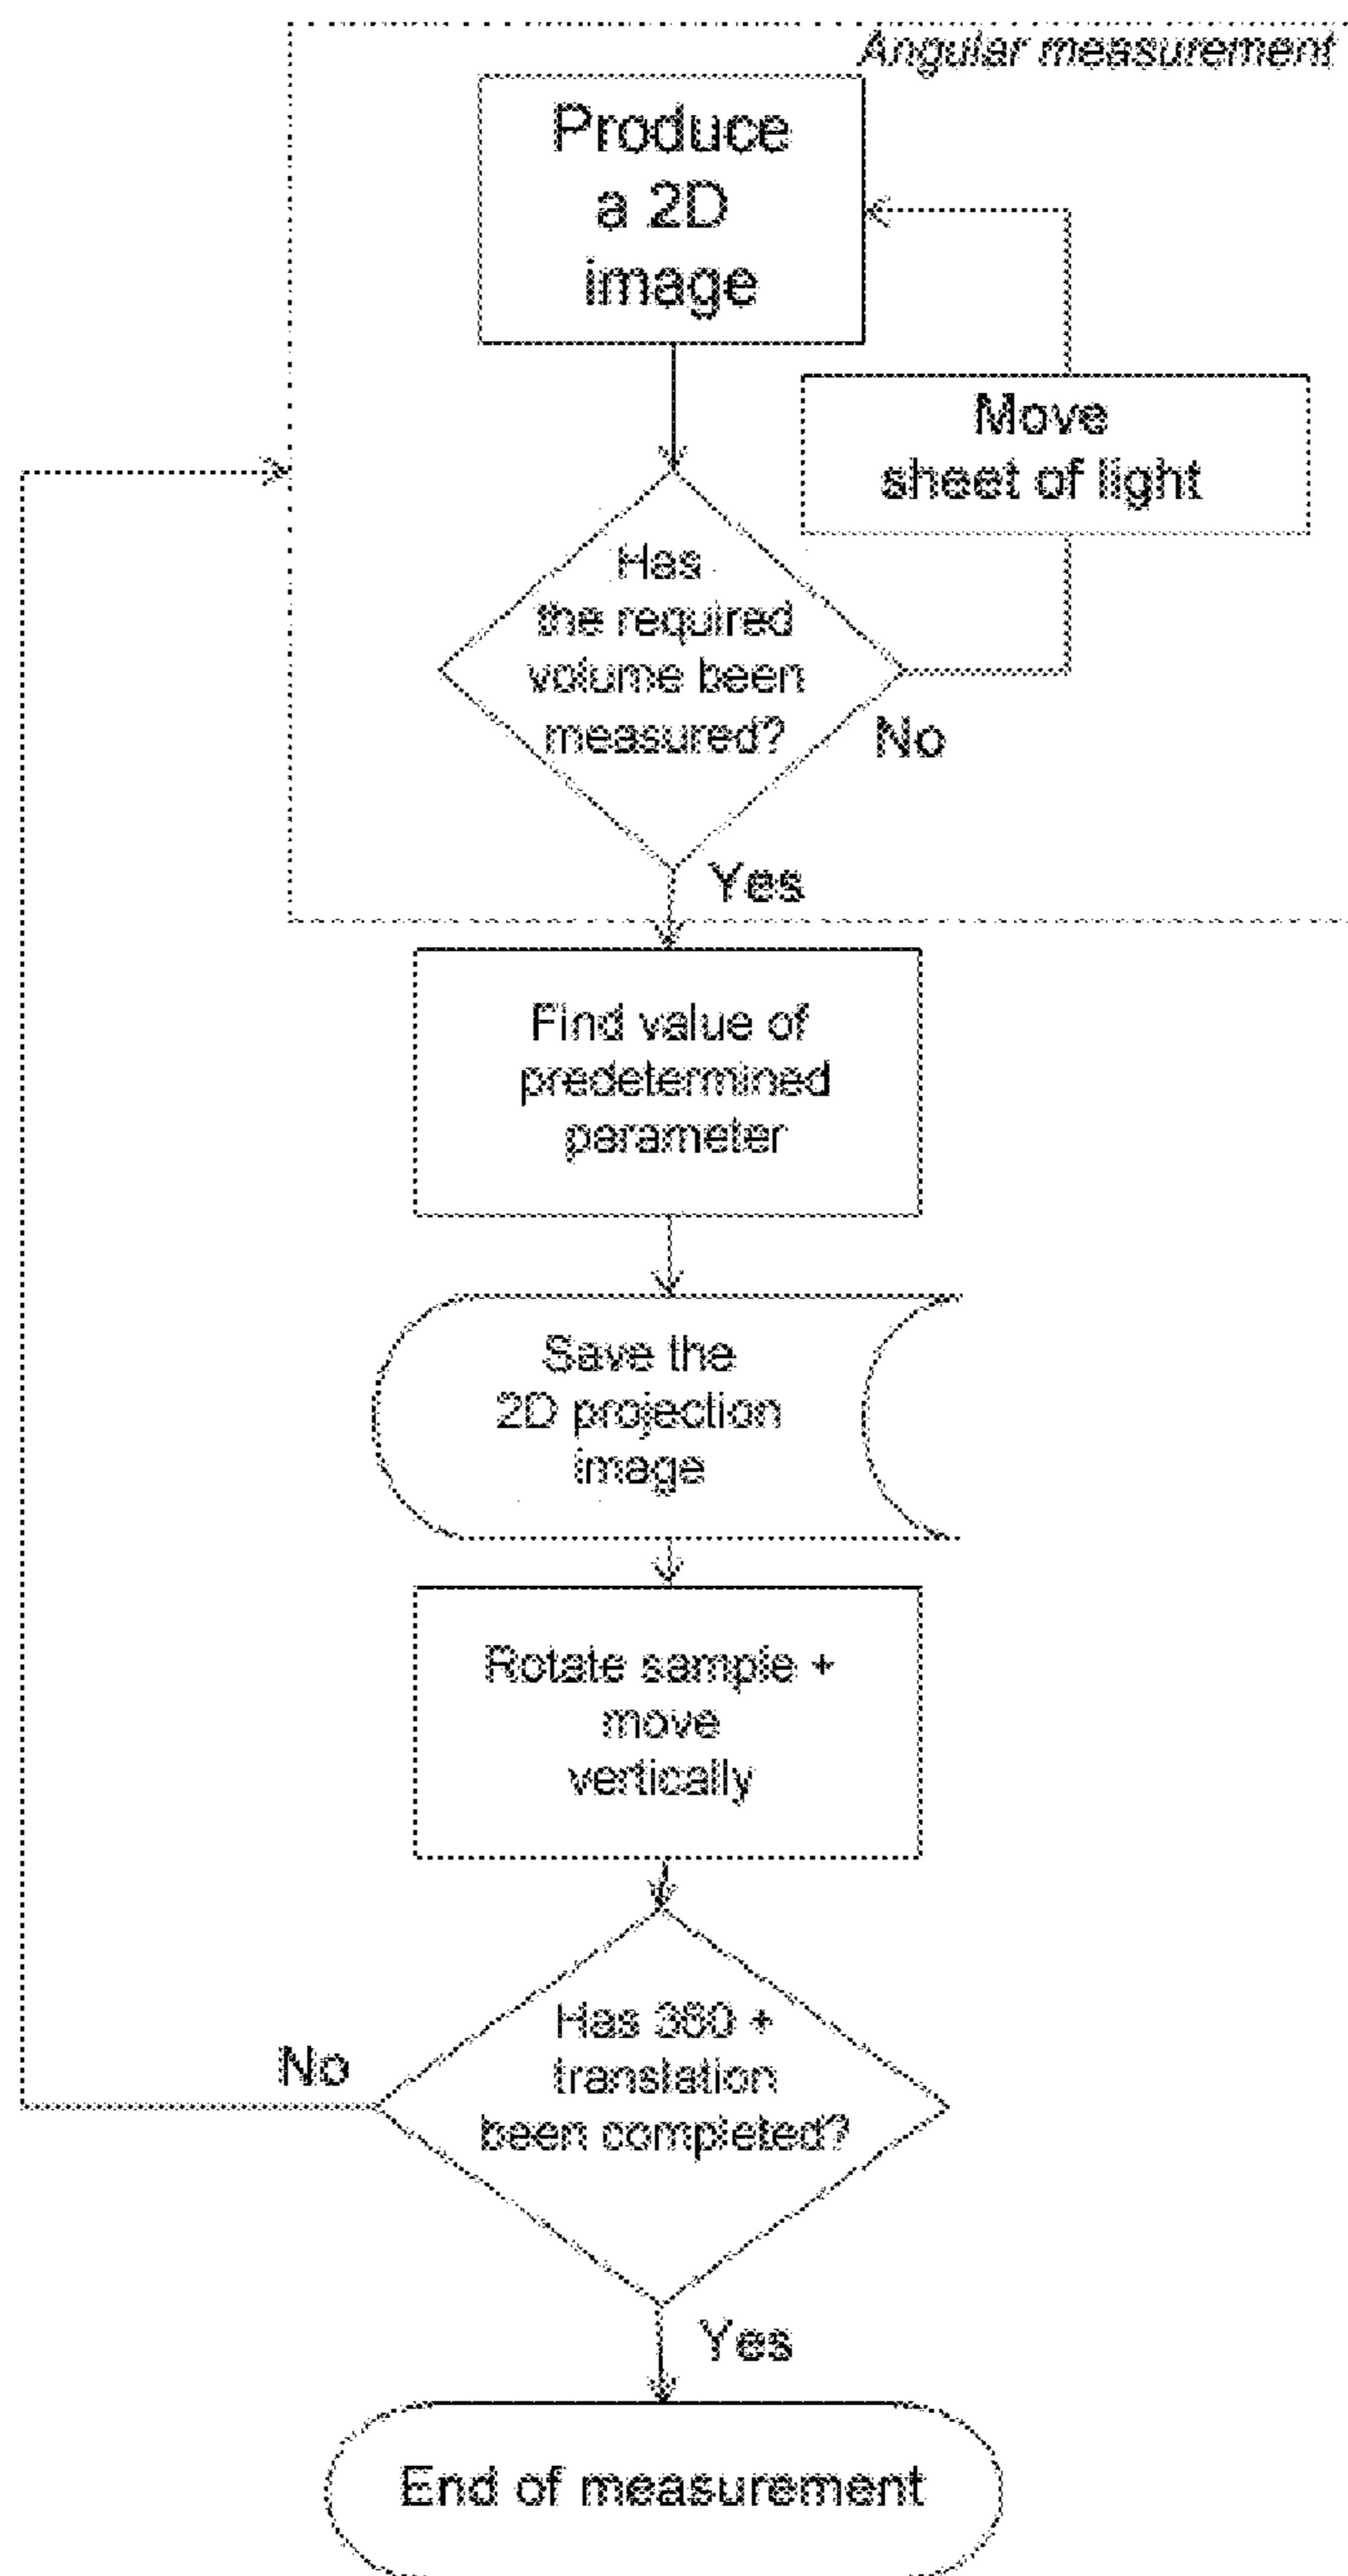 Angular measurement
Produce
a 2D
image
Move
sheet of light
Has
the required
volume been
measured?
No
Yes
Find value of
predetermined
parameter
Save the
2D projection
image
Rotate sample +
move
vertically
Has 360 +
translation
been completed?
No
Yes
End of measurement